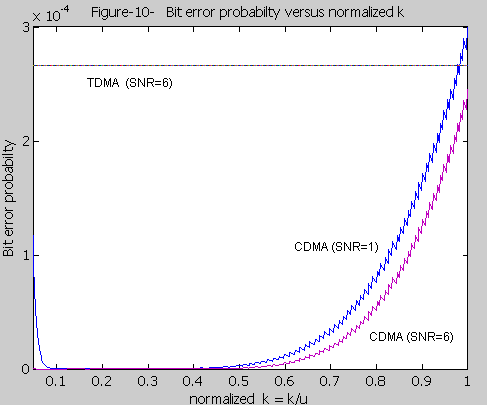 Figure-10- Bit error probabilty versus normalized k
× 10⁻⁴
3
2
1
0
Bit error probabilty
TDMA (SNR=6)
CDMA (SNR=1)
CDMA (SNR=6)
0.1 0.2 0.3 0.4 0.5 0.6 0.7 0.8 0.9 1
normalized k = k/u